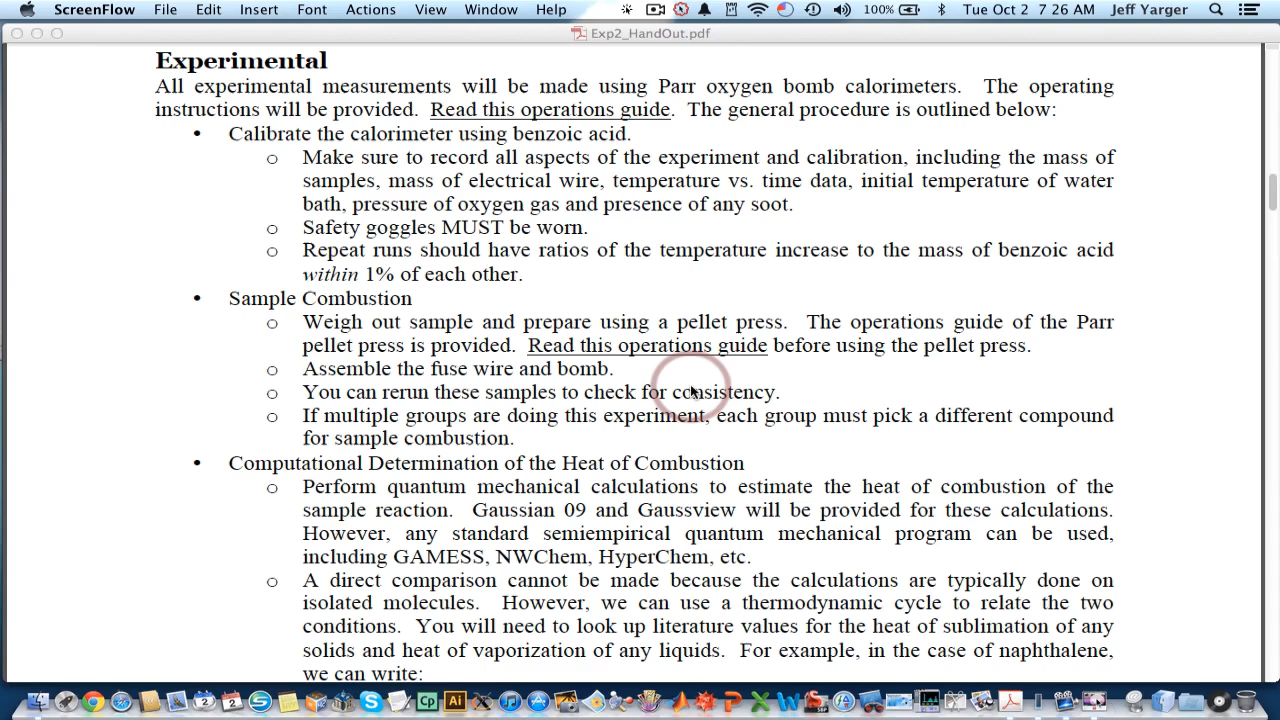 ScreenFlow File Edit Insert Font Actions View Window Help 100% Tue Oct 2 7:26 AM Jeff Yarger
Exp2_HandOut.pdf
Experimental
All experimental measurements will be made using Parr oxygen bomb calorimeters. The operating
instructions will be provided. Read this operations guide. The general procedure is outlined below:
• Calibrate the calorimeter using benzoic acid.
o Make sure to record all aspects of the experiment and calibration, including the mass of
samples, mass of electrical wire, temperature vs. time data, initial temperature of water
bath, pressure of oxygen gas and presence of any soot.
o Safety goggles MUST be worn.
o Repeat runs should have ratios of the temperature increase to the mass of benzoic acid
within 1% of each other.
• Sample Combustion
o Weigh out sample and prepare using a pellet press. The operations guide of the Parr
pellet press is provided. Read this operations guide before using the pellet press.
o Assemble the fuse wire and bomb.
o You can rerun these samples to check for consistency.
o If multiple groups are doing this experiment, each group must pick a different compound
for sample combustion.
• Computational Determination of the Heat of Combustion
o Perform quantum mechanical calculations to estimate the heat of combustion of the
sample reaction. Gaussian 09 and Gaussview will be provided for these calculations.
However, any standard semiempirical quantum mechanical program can be used,
including GAMESS, NWChem, HyperChem, etc.
o A direct comparison cannot be made because the calculations are typically done on
isolated molecules. However, we can use a thermodynamic cycle to relate the two
conditions. You will need to look up literature values for the heat of sublimation of any
solids and heat of vaporization of any liquids. For example, in the case of naphthalene,
we can write:
2 2 Cp Ai